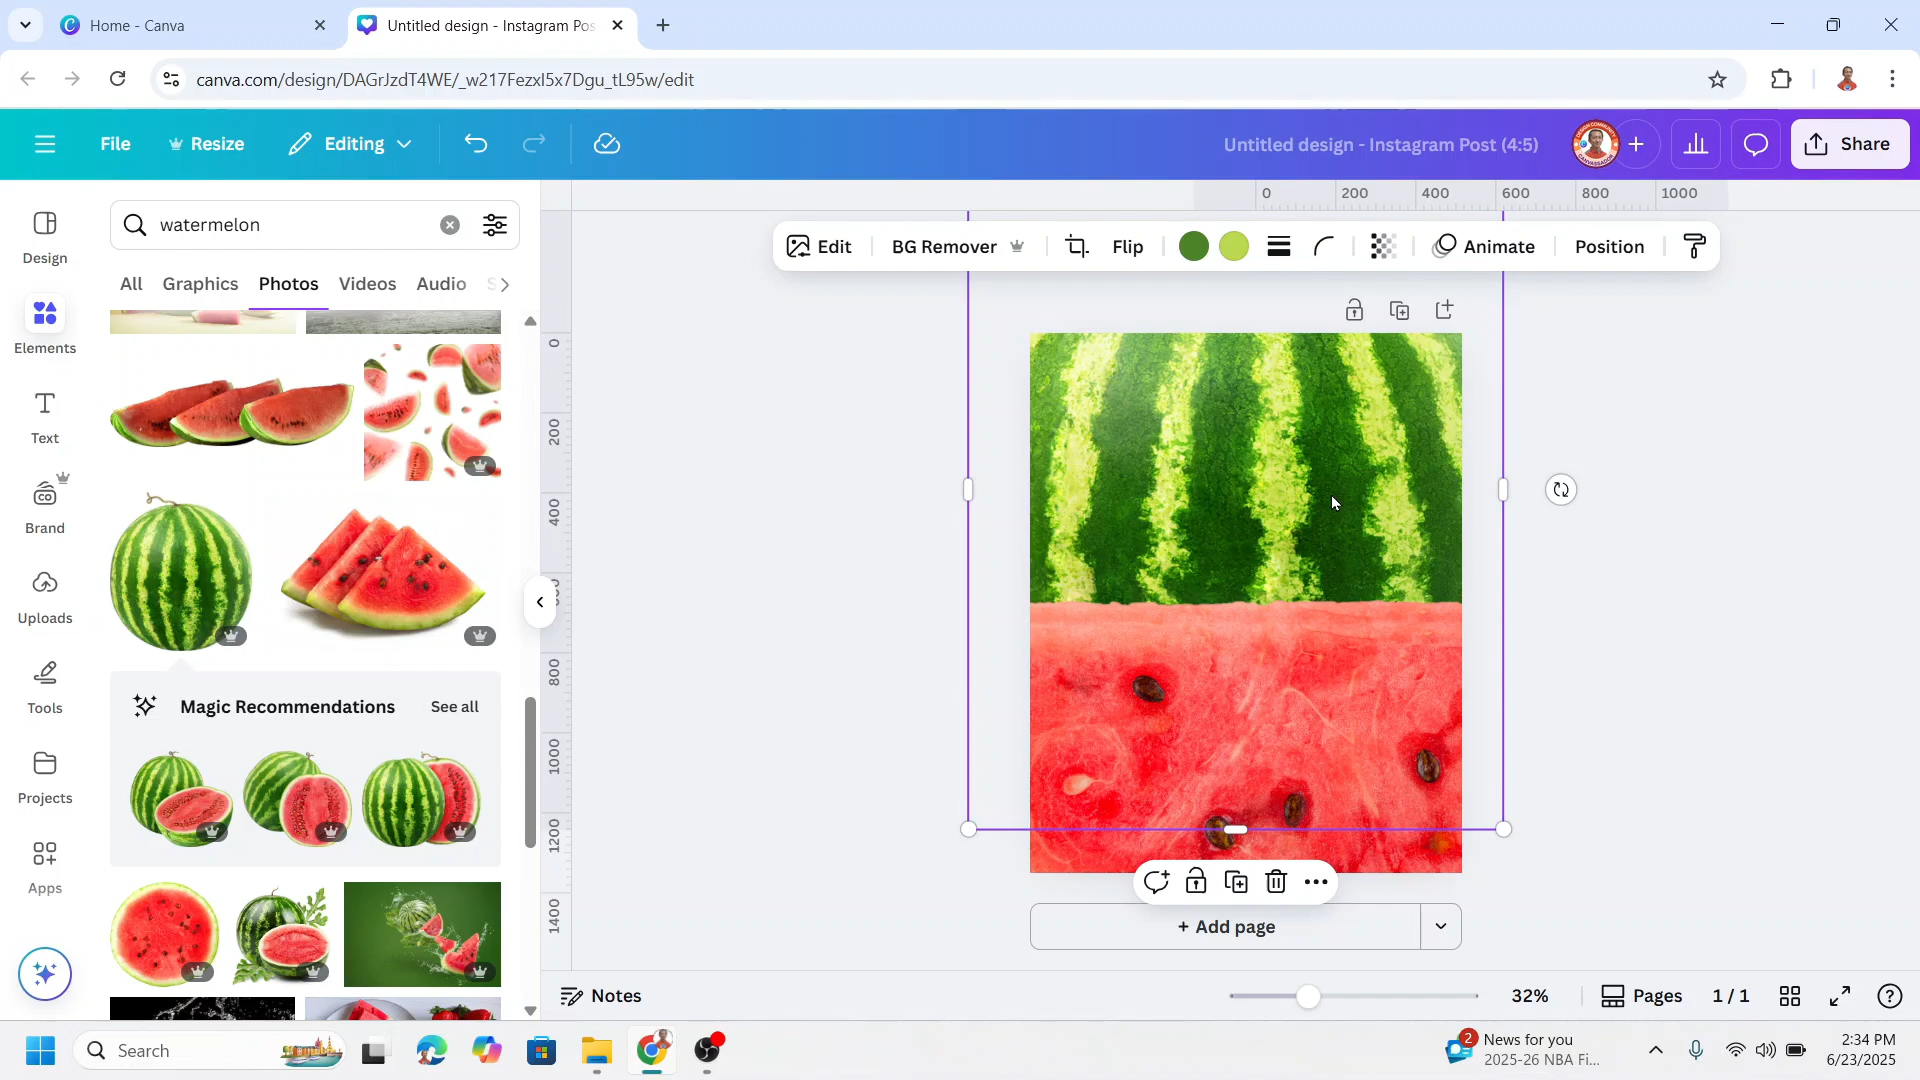 Home - Canva
Untitled design - Instagram Pos
canva.com/design/DAGrJzdT4WE/_w217FezxI5x7Dgu_tL95w/edit
File
Resize
Editing
Untitled design - Instagram Post (4:5)
Share
Design
Elements
Text
Brand
Uploads
Tools
Projects
Apps
watermelon
All
Graphics
Photos
Videos
Audio
S
Magic Recommendations
See all
0
200
400
600
800
1000
0
200
400
800
1000
1200
1400
Edit
BG Remover
Flip
Animate
Position
+ Add page
Notes
32%
Pages
1 / 1
Search
2
News for you
2025-26 NBA Fi...
2:34 PM
6/23/2025